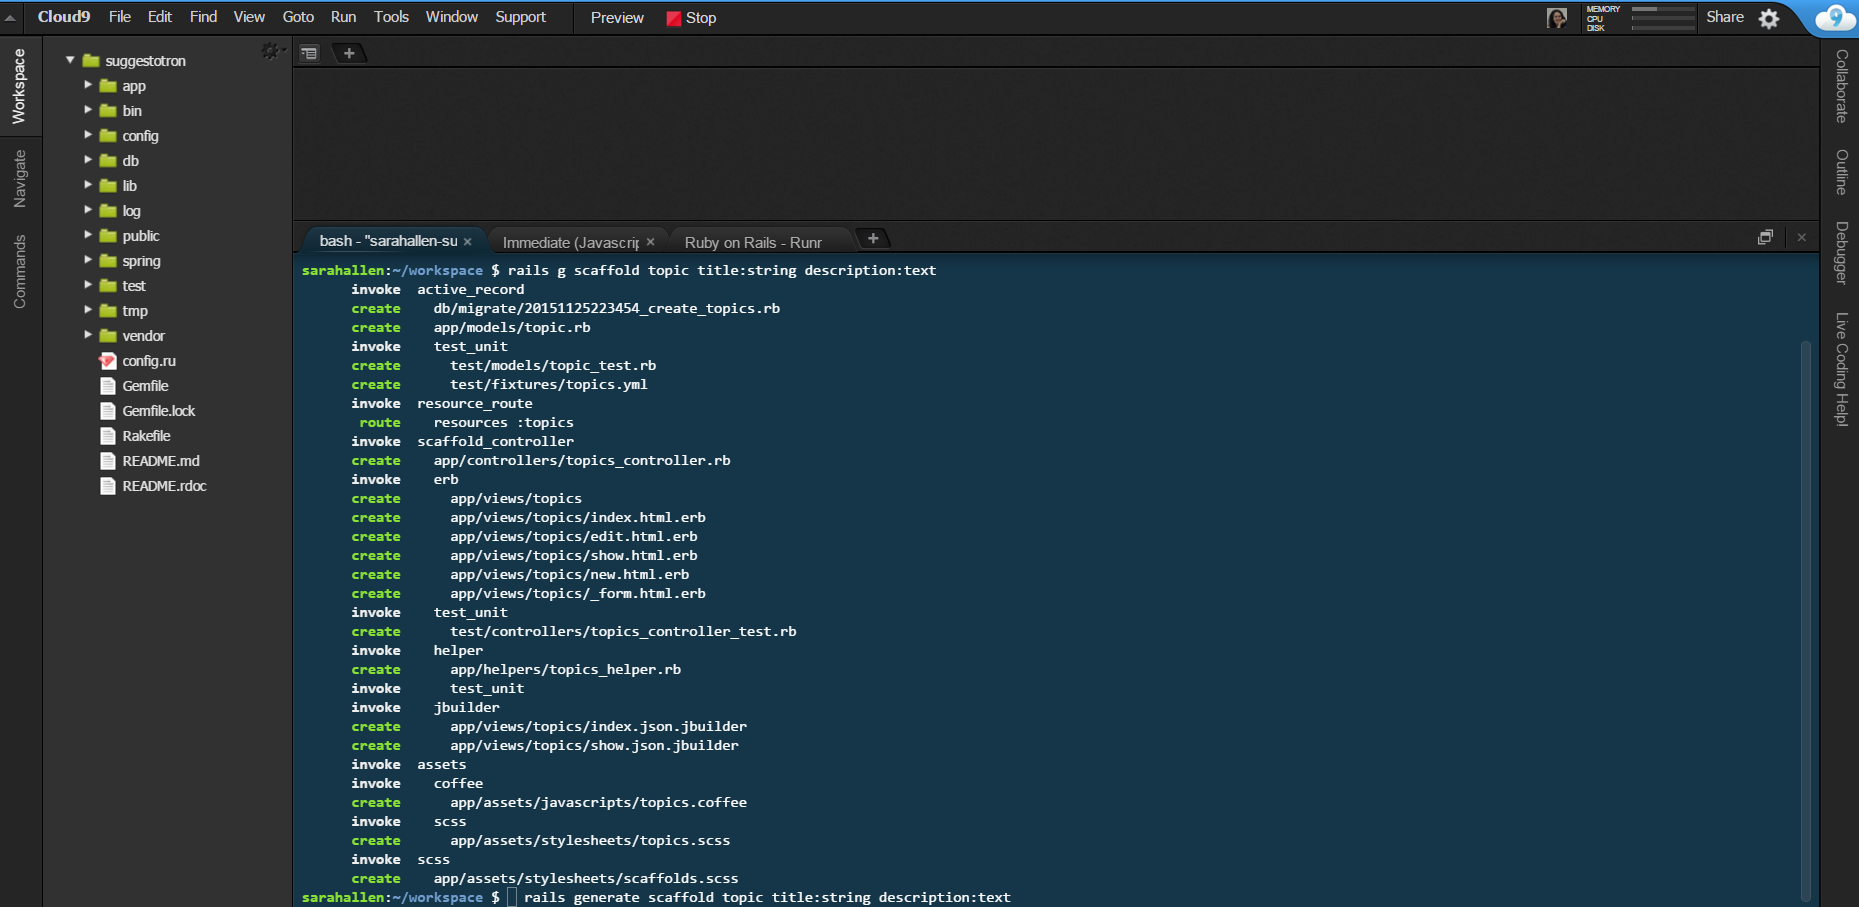 Cloud9 File Edit Find View Goto Run Tools Window Support Preview Stop
MEMORY
CPU
DISK
Share
Workspace
Navigate
Commands
suggestotron
app
bin
config
db
lib
log
public
spring
test
tmp
vendor
config.ru
Gemfile
Gemfile.lock
Rakefile
README.md
README.rdoc
bash - "sarahallen-su × Immediate (Javascrip × Ruby on Rails - Runr
sarahallen:~/workspace $ rails g scaffold topic title:string description:text
invoke active_record
create db/migrate/20151125223454_create_topics.rb
create app/models/topic.rb
invoke test_unit
create test/models/topic_test.rb
create test/fixtures/topics.yml
invoke resource_route
route resources :topics
invoke scaffold_controller
create app/controllers/topics_controller.rb
invoke erb
create app/views/topics
create app/views/topics/index.html.erb
create app/views/topics/edit.html.erb
create app/views/topics/show.html.erb
create app/views/topics/new.html.erb
create app/views/topics/_form.html.erb
invoke test_unit
create test/controllers/topics_controller_test.rb
invoke helper
create app/helpers/topics_helper.rb
invoke test_unit
invoke jbuilder
create app/views/topics/index.json.jbuilder
create app/views/topics/show.json.jbuilder
invoke assets
invoke coffee
create app/assets/javascripts/topics.coffee
invoke scss
create app/assets/stylesheets/topics.scss
invoke scss
create app/assets/stylesheets/scaffolds.scss
sarahallen:~/workspace $ rails generate scaffold topic title:string description:text
Collaborate
Outline
Debugger
Live Coding Help!